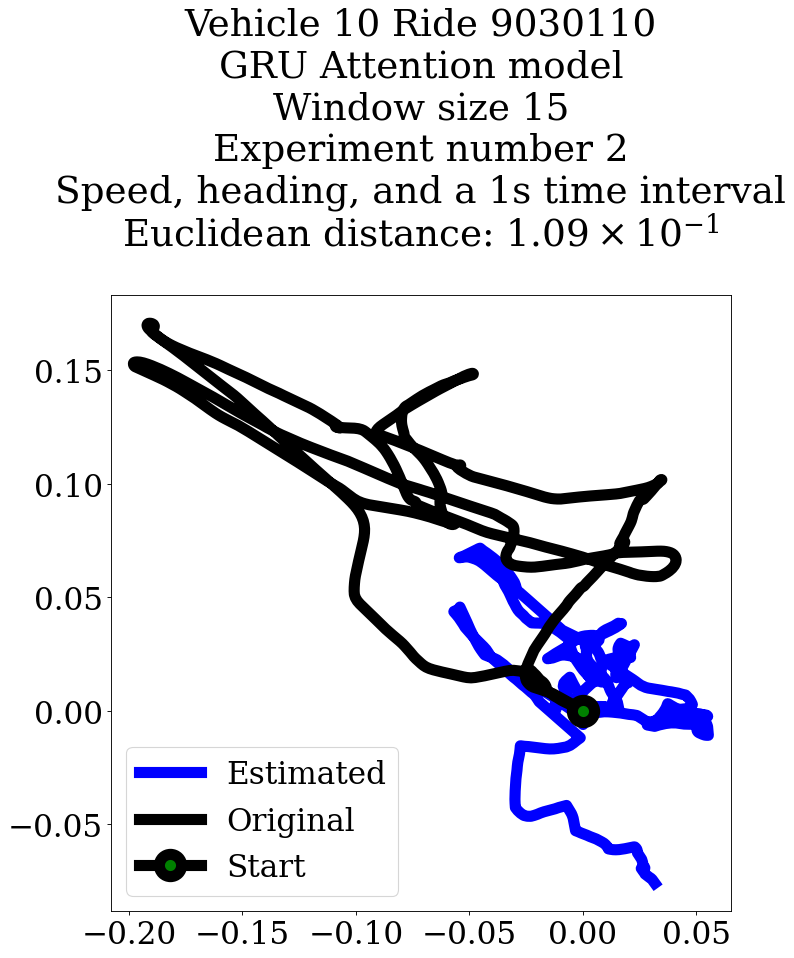 Vehicle 10 Ride 9030110
GRU Attention model
Window size 15
Experiment number 2
Speed, heading, and a 1s time interval
Euclidean distance: 1.09 × 10⁻¹
0.15
0.10
0.05
0.00
−0.05
Estimated
Original
Start
−0.20 −0.15 −0.10 −0.05 0.00 0.05